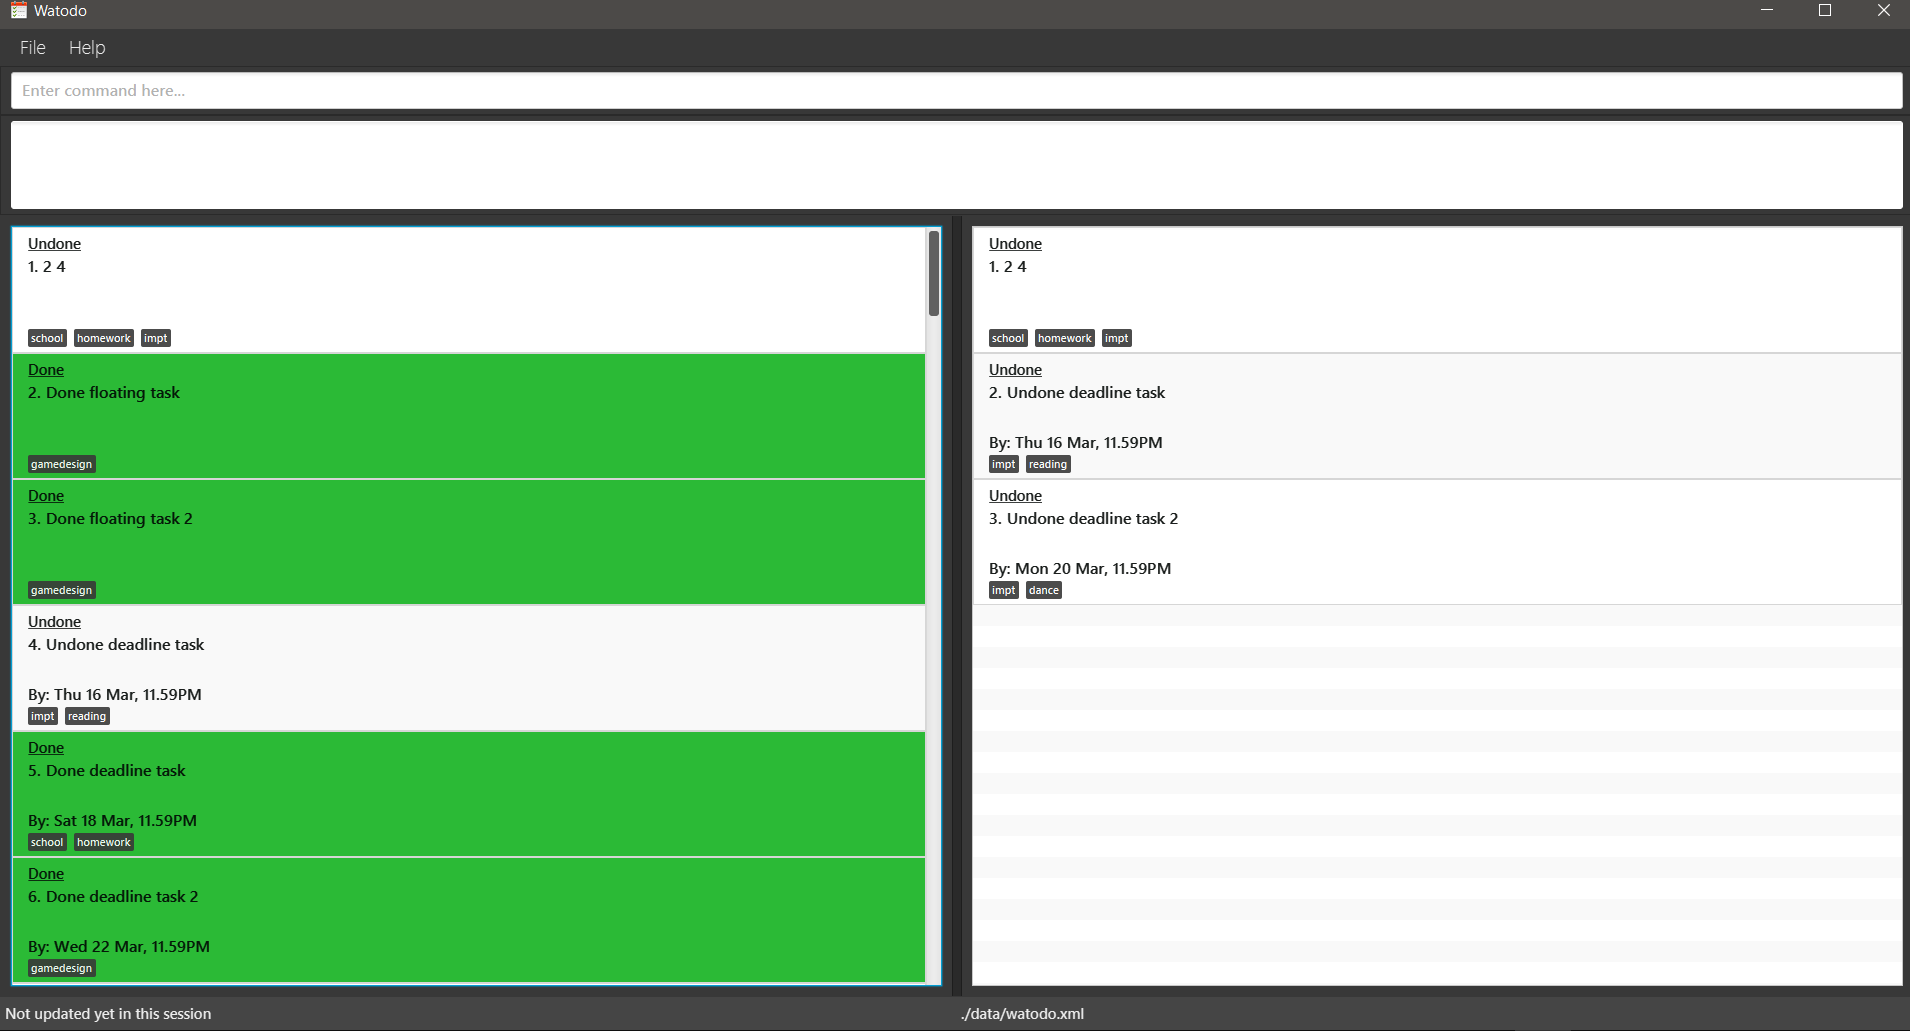 Watodo
File Help
Enter command here...
Undone
1. 2 4
school homework impt
Done
2. Done floating task
gamedesign
Done
3. Done floating task 2
gamedesign
Undone
4. Undone deadline task
By: Thu 16 Mar, 11.59PM
impt reading
Done
5. Done deadline task
By: Sat 18 Mar, 11.59PM
school homework
Done
6. Done deadline task 2
By: Wed 22 Mar, 11.59PM
gamedesign
Undone
1. 2 4
school homework impt
Undone
2. Undone deadline task
By: Thu 16 Mar, 11.59PM
impt reading
Undone
3. Undone deadline task 2
By: Mon 20 Mar, 11.59PM
impt dance
Not updated yet in this session
./data/watodo.xml